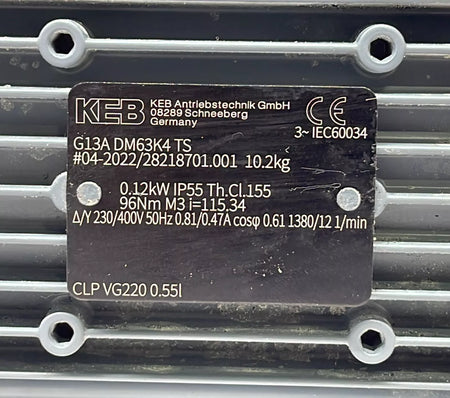 KEB KEB Antriebstechnik GmbH
08289 Schneeberg
Germany
CE
3~ IEC60034
G13A DM63K4 TS
#04-2022/28218701.001 10.2kg
0.12kW IP55 Th.Cl.155
96Nm M3 i=115.34
Δ/Y 230/400V 50Hz 0.81/0.47A cosφ 0.61 1380/12 1/min
CLP VG220 0.55l